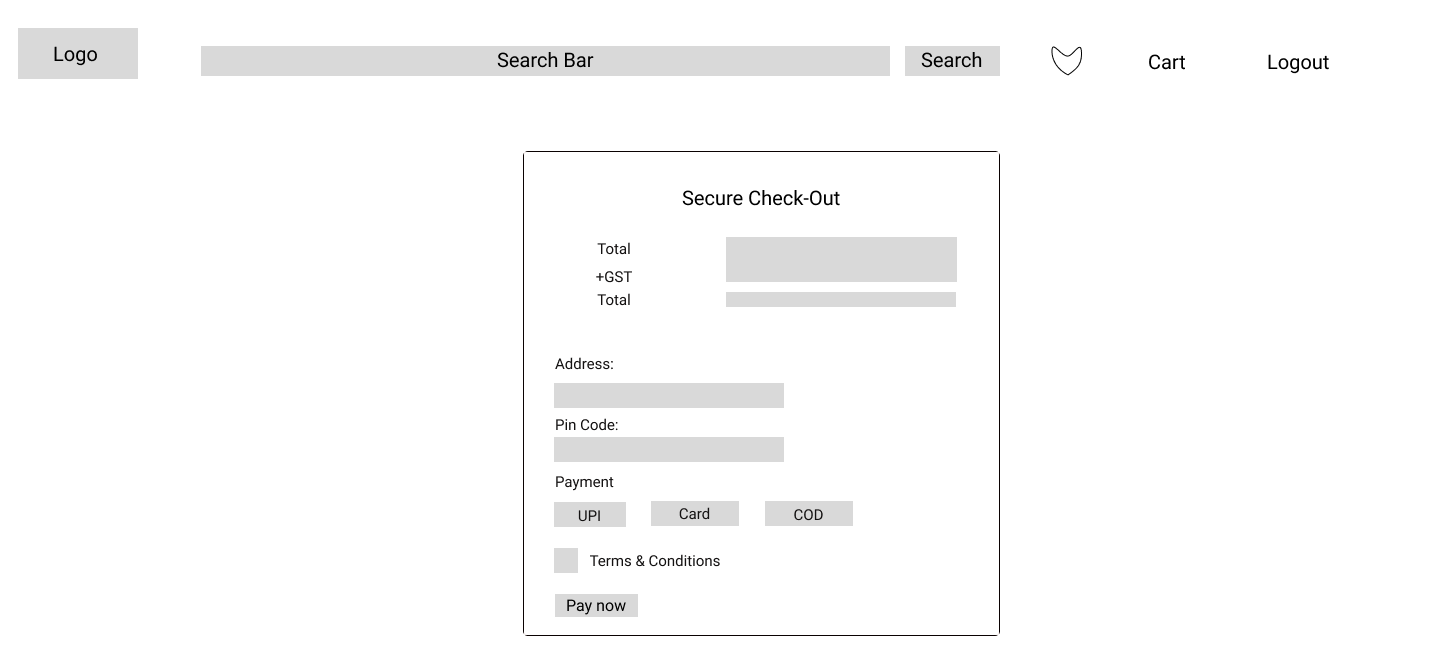 Logo
Search Bar
Search
Cart
Logout
Secure Check-Out
Total
+GST
Total
Address:
Pin Code:
Payment
UPI
Card
COD
Terms & Conditions
Pay now